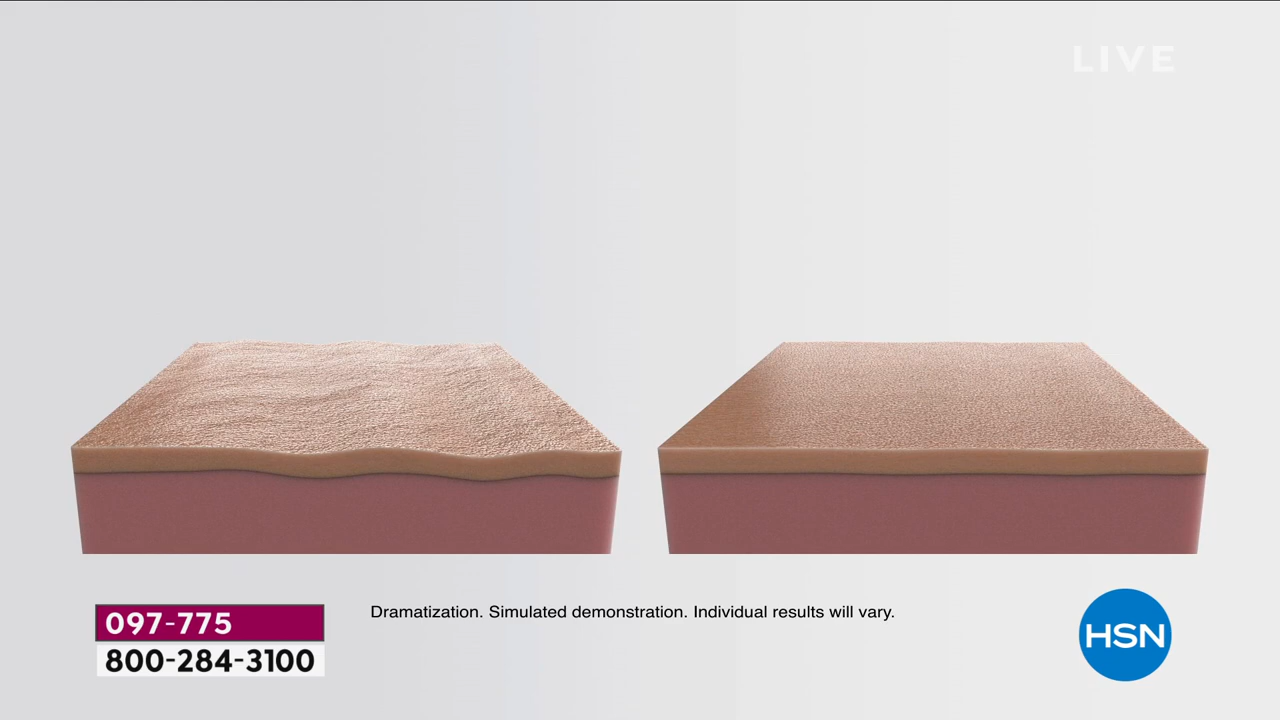 LIVE
097-775
Dramatization. Simulated demonstration. Individual results will vary.
800-284-3100
HSN